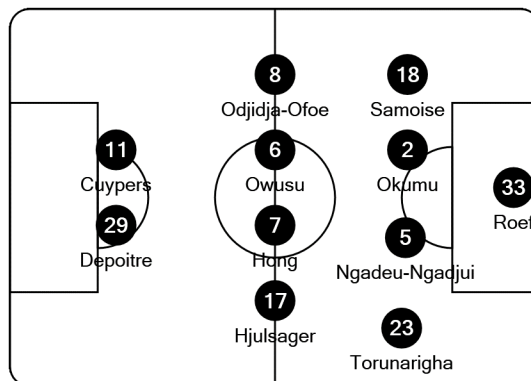 8
Odjidja-Ofoe
18
Samoise
11
Cuypers
6
Owusu
2
Okumu
33
Roef
29
Depoitre
7
Hong
5
Ngadeu-Ngadjui
17
Hjulsager
23
Torunarigha